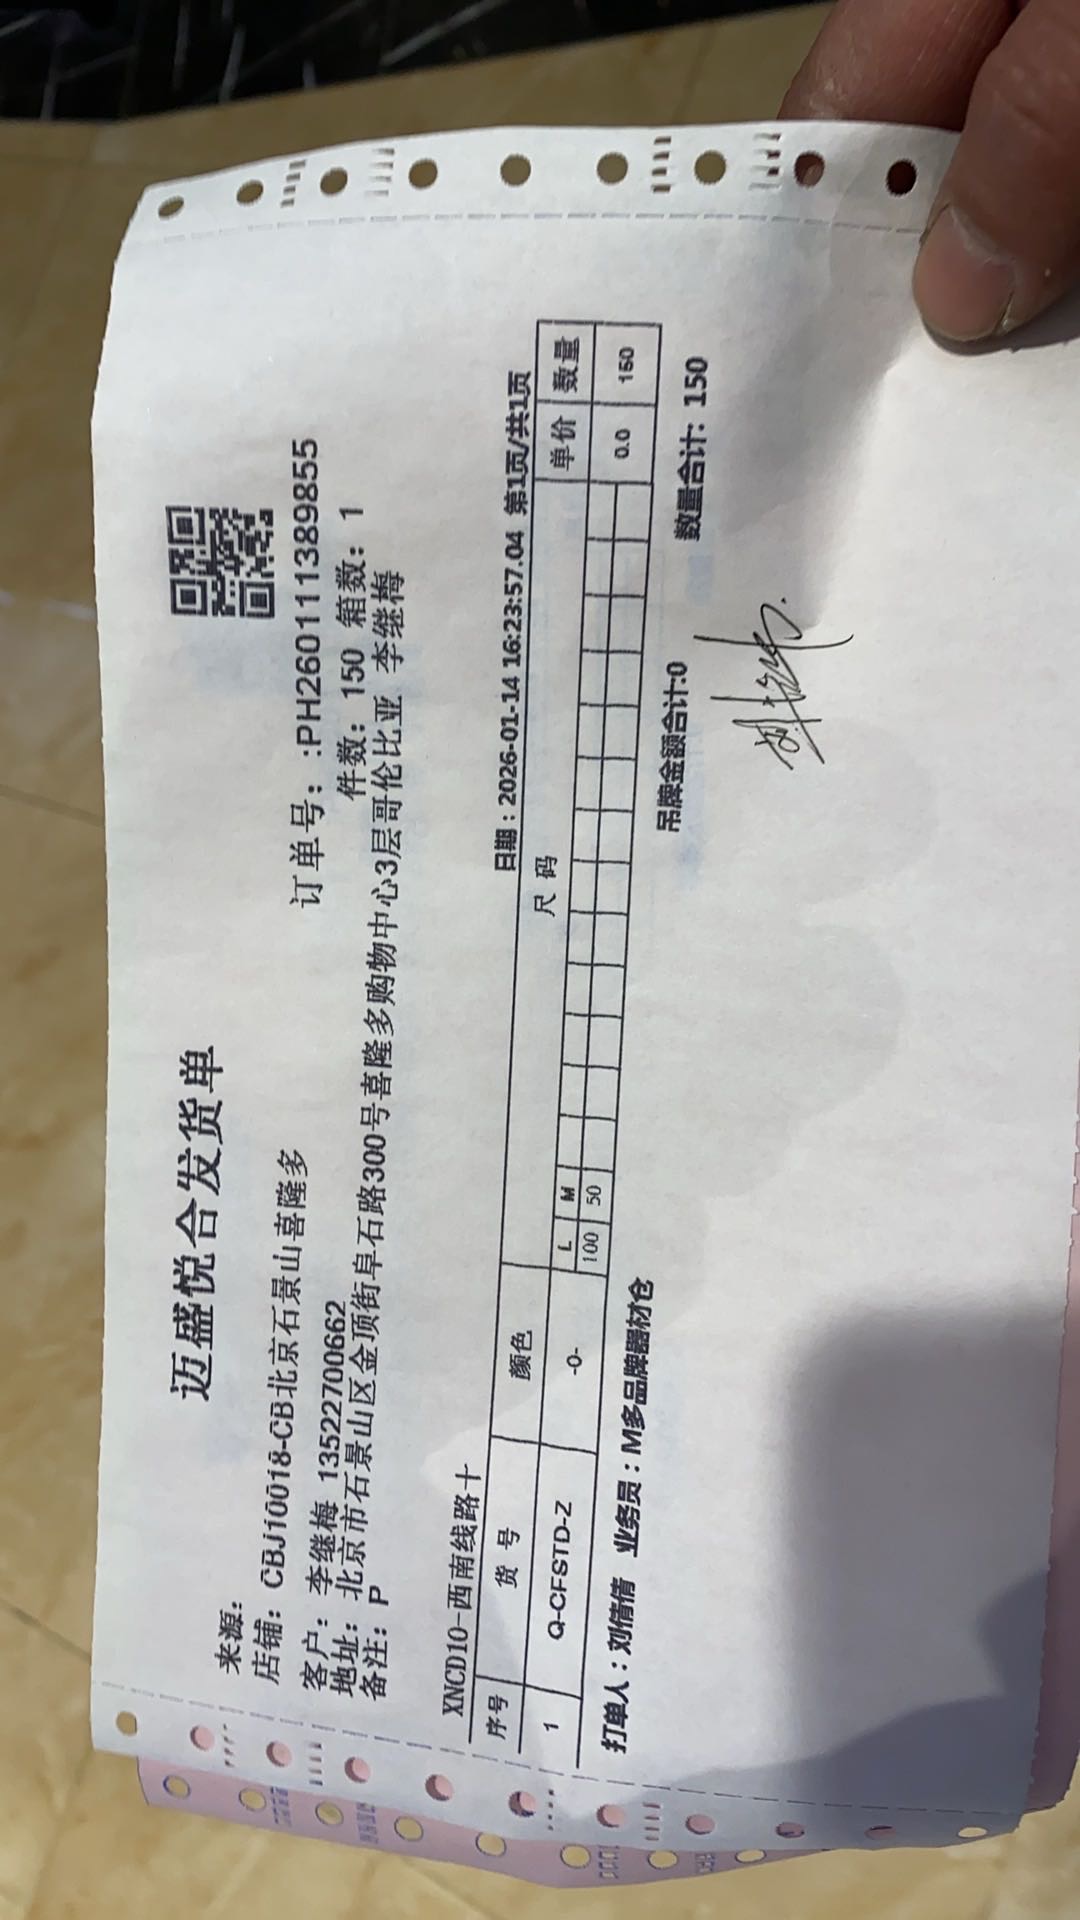 迈盛悦合发货单
来源:
店铺: CBJ10018-CB北京石景山喜隆多
订单号: :PH260111389855
客户: 李继梅 13522700662
件数: 150 箱数: 1
地址: 北京市石景山区金顶街阜石路300号喜隆多购物中心3层哥伦比亚 李继梅
备注: P
XNCD10-西南线路十
日期:2026-01-14 16:23:57.04 第1页/共1页
序号 货号 颜色 尺码 单价 数量
L M
1 Q-CFSTD-Z -0- 100 50 0.0 150
打单人:刘倩倩 业务员:M多品牌器材仓 吊牌金额合计:0 数量合计: 150